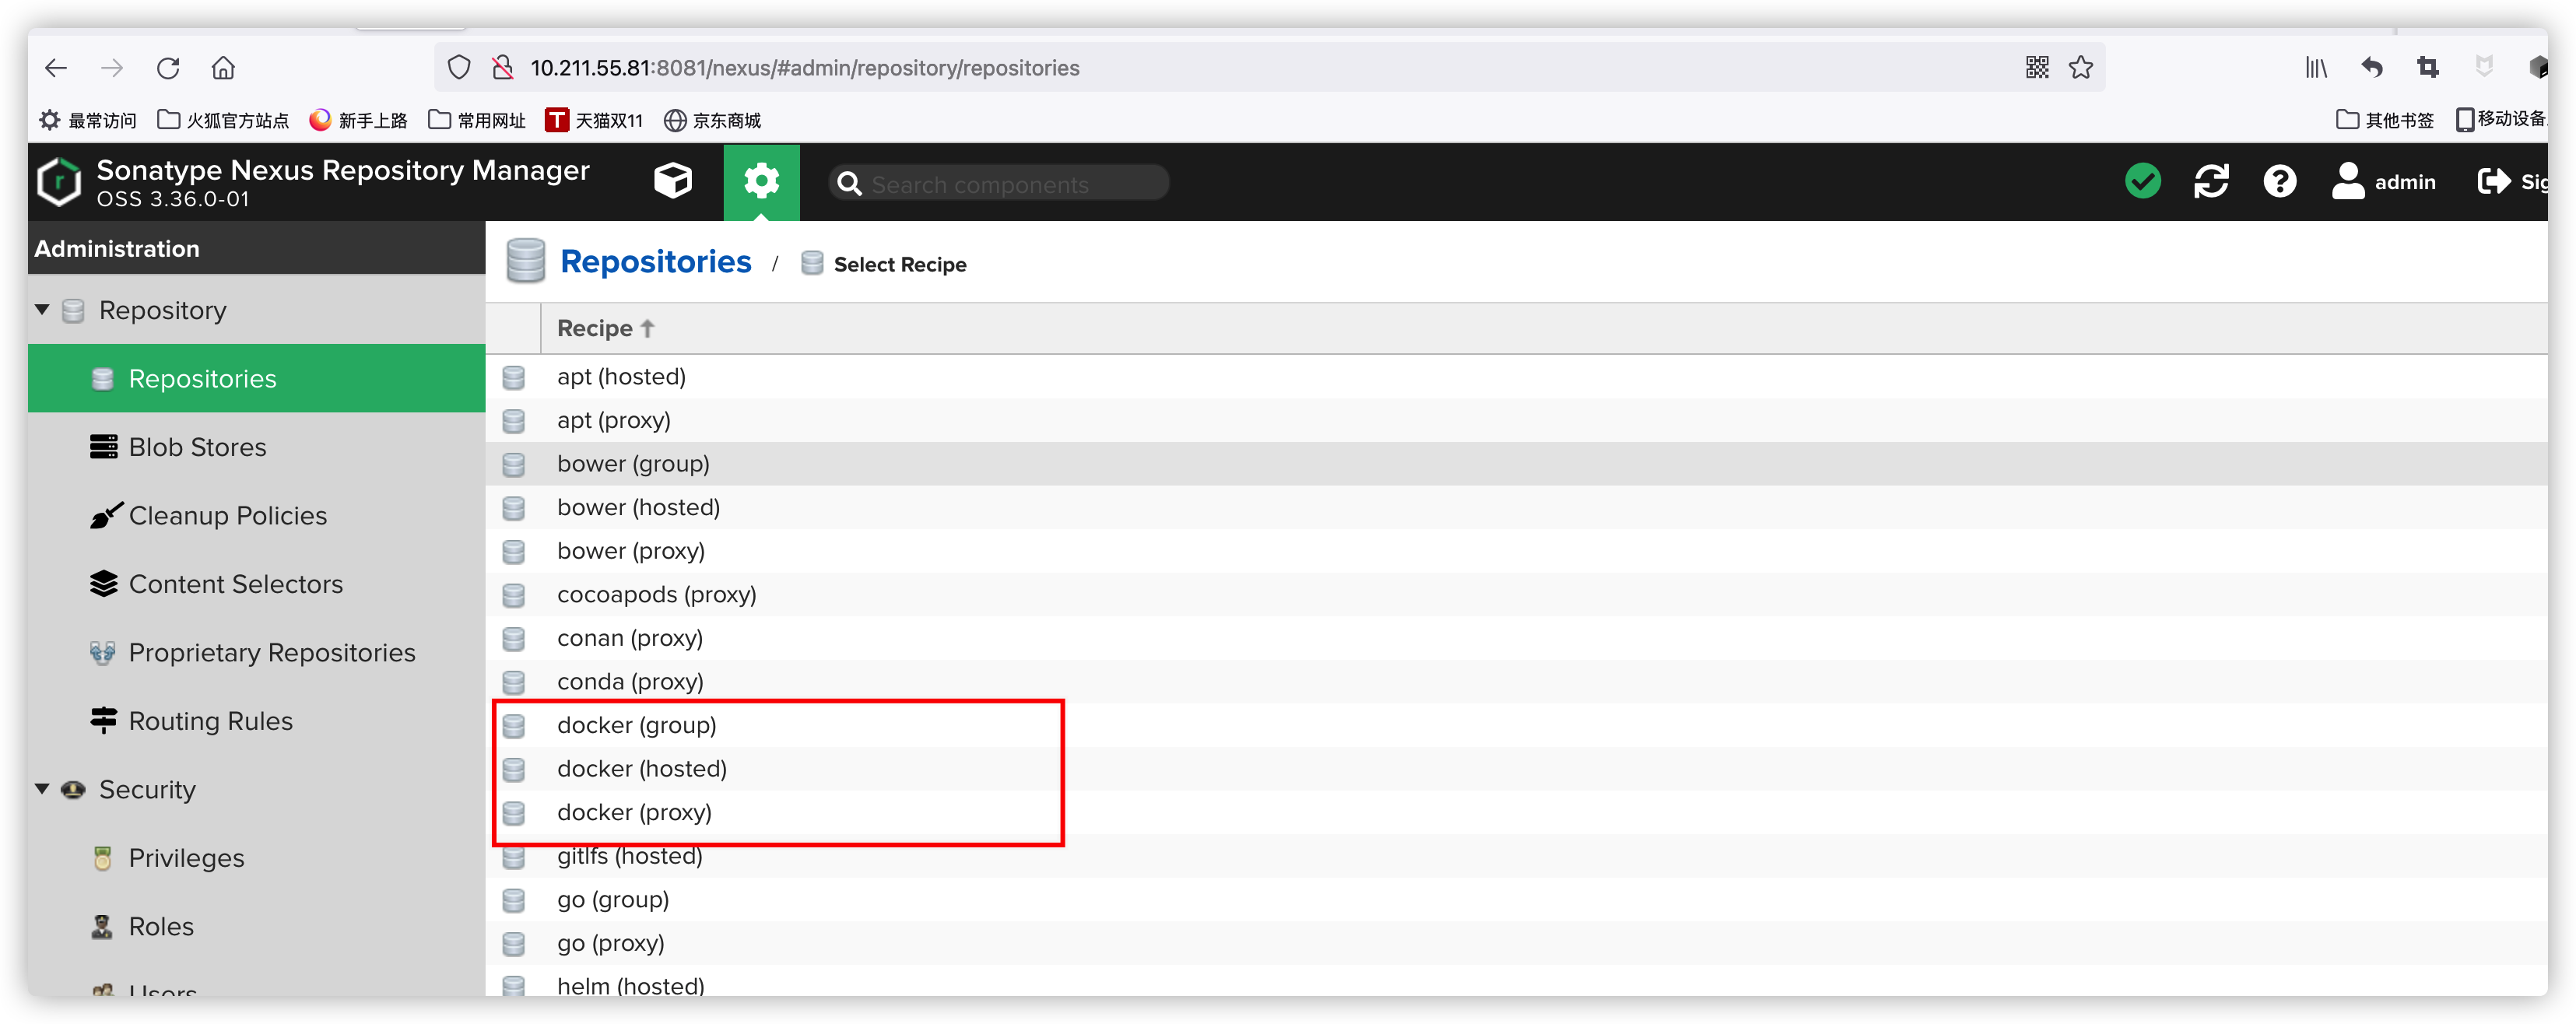 10.211.55.81:8081/nexus/#admin/repository/repositories
最常访问 火狐官方站点 新手上路 常用网址 天猫双11 京东商城 其他书签 移动设备
Sonatype Nexus Repository Manager
OSS 3.36.0-01
Search components
admin
Administration
Repositories / Select Recipe
Repository
Recipe
Repositories
Blob Stores
Cleanup Policies
Content Selectors
Proprietary Repositories
Routing Rules
Security
Privileges
Roles
Users
apt (hosted)
apt (proxy)
bower (group)
bower (hosted)
bower (proxy)
cocoapods (proxy)
conan (proxy)
conda (proxy)
docker (group)
docker (hosted)
docker (proxy)
gitlfs (hosted)
go (group)
go (proxy)
helm (hosted)